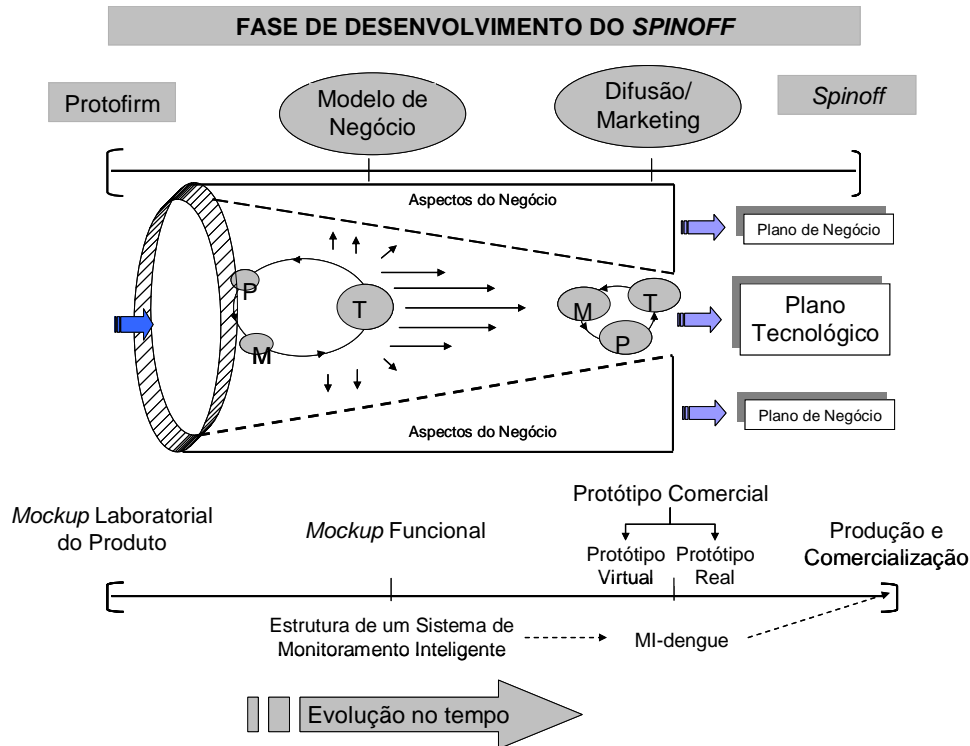 FASE DE DESENVOLVIMENTO DO SPINOFF
Protofirm
Modelo de
Negócio
Difusão/
Marketing
Spinoff
Aspectos do Negócio
Plano de Negócio
P
T
M
M
T
P
Plano
Tecnológico
Aspectos do Negócio
Plano de Negócio
Mockup Laboratorial
do Produto
Mockup Funcional
Protótipo Comercial
Protótipo
Virtual
Protótipo
Real
Produção e
Comercialização
Estrutura de um Sistema de
Monitoramento Inteligente
MI-dengue
Evolução no tempo